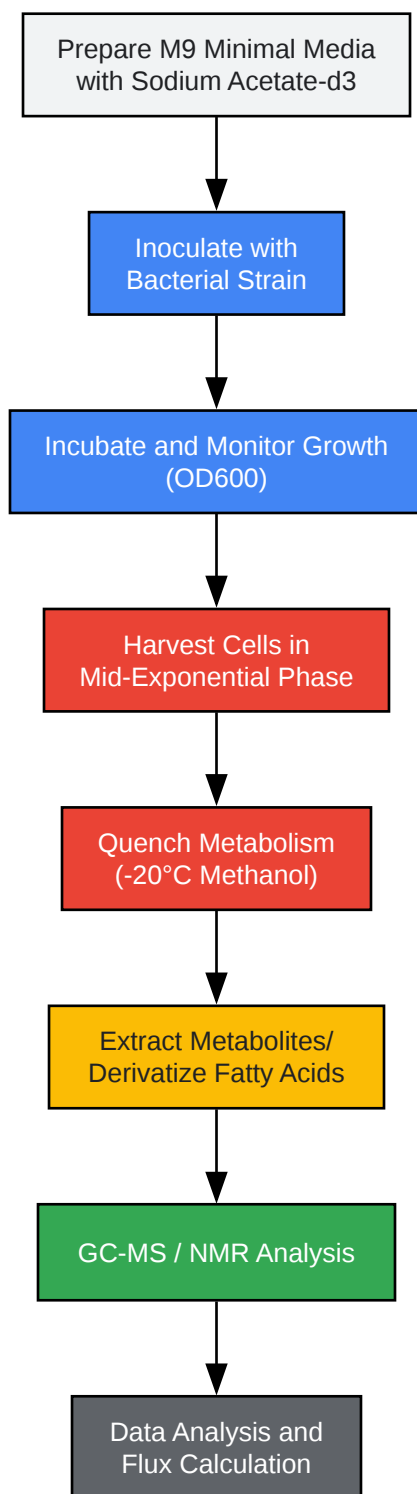 Prepare M9 Minimal Media
with Sodium Acetate-d3
Inoculate with
Bacterial Strain
Incubate and Monitor Growth
(OD600)
Harvest Cells in
Mid-Exponential Phase
Quench Metabolism
(-20°C Methanol)
Extract Metabolites/
Derivatize Fatty Acids
GC-MS / NMR Analysis
Data Analysis and
Flux Calculation